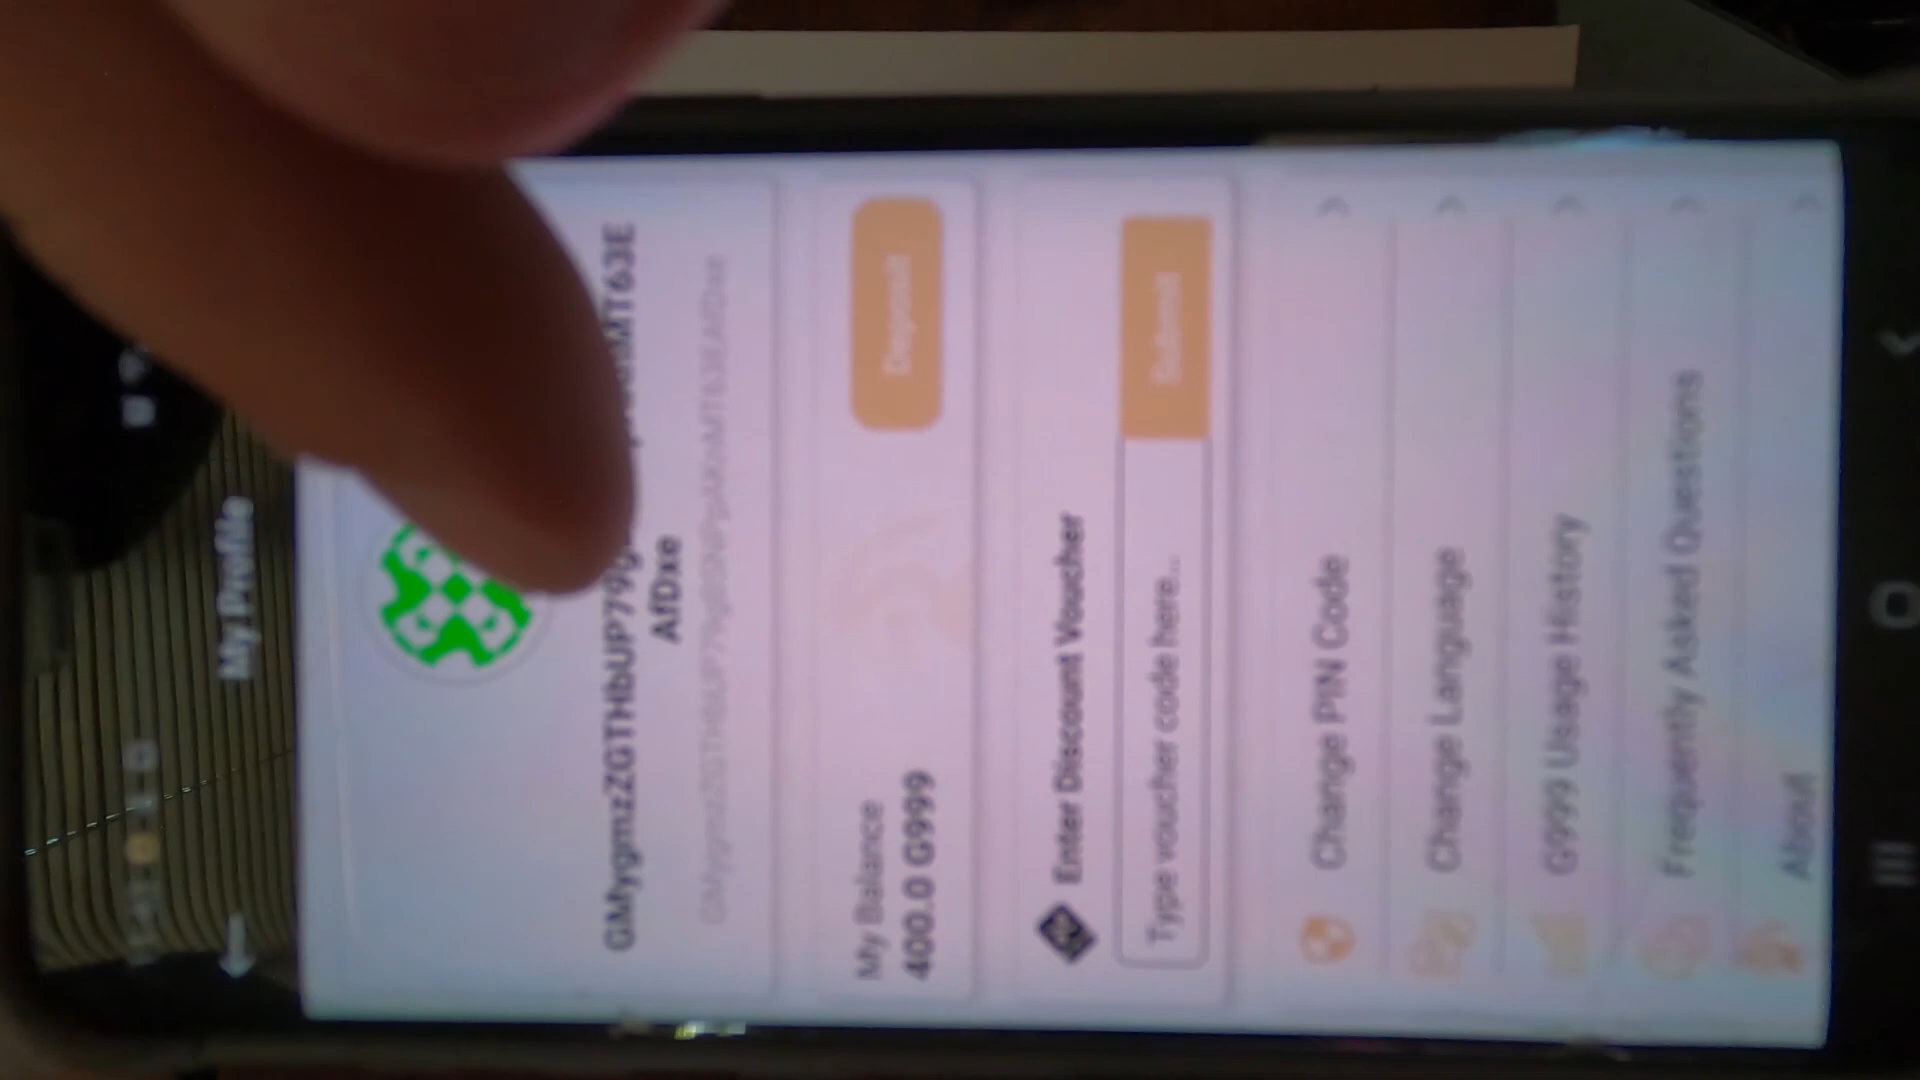 My Profile
GMygmzZGTHbUP79g
MT63E
AfDxe
My Balance
400.0 G999
Deposit
Enter Discount Voucher
Type voucher code here...
Submit
Change PIN Code
Change Language
G999 Usage History
Frequently Asked Questions
About